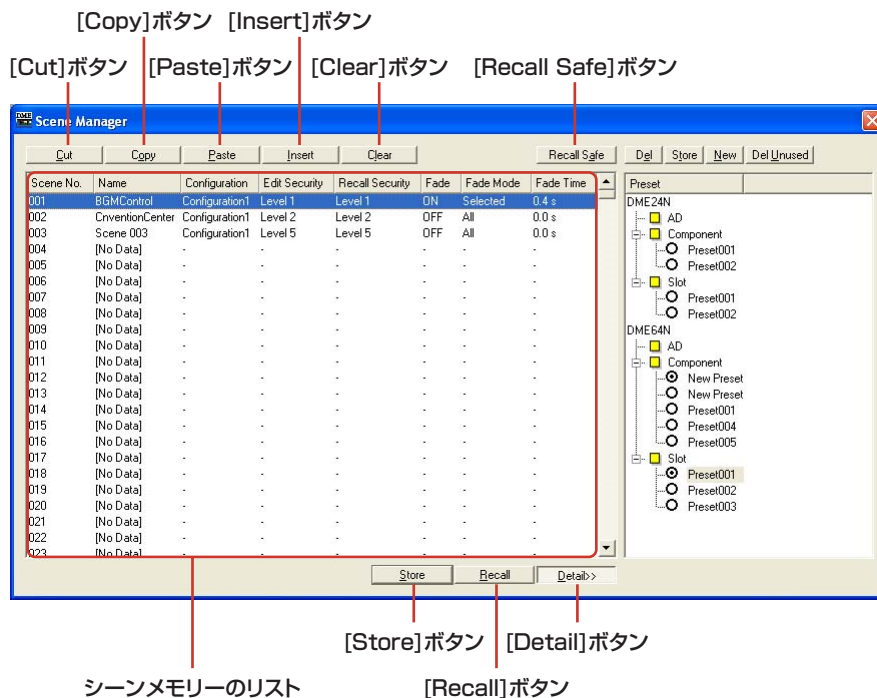 [Copy]ボタン [Insert]ボタン
[Cut]ボタン [Paste]ボタン [Clear]ボタン [Recall Safe]ボタン
DME Scene Manager
Cut Copy Paste Insert Clear Recall Safe Del Store New Del Unused
Scene No. Name Configuration Edit Security Recall Security Fade Fade Mode Fade Time
001 BGMControl Configuration1 Level 1 Level 1 ON Selected 0.4 s
002 CnventionCenter Configuration1 Level 2 Level 2 OFF All 0.0 s
003 Scene 003 Configuration1 Level 5 Level 5 OFF All 0.0 s
004 [No Data] - - - - - -
005 [No Data] - - - - - -
006 [No Data] - - - - - -
007 [No Data] - - - - - -
008 [No Data] - - - - - -
009 [No Data] - - - - - -
010 [No Data] - - - - - -
011 [No Data] - - - - - -
012 [No Data] - - - - - -
013 [No Data] - - - - - -
014 [No Data] - - - - - -
015 [No Data] - - - - - -
016 [No Data] - - - - - -
017 [No Data] - - - - - -
018 [No Data] - - - - - -
019 [No Data] - - - - - -
020 [No Data] - - - - - -
021 [No Data] - - - - - -
022 [No Data] - - - - - -
023 [No Data] - - - - - -
Preset
DME24N
AD
Component
Preset001
Preset002
Slot
Preset001
Preset002
DME64N
AD
Component
New Preset
New Preset
Preset001
Preset004
Preset005
Slot
Preset001
Preset002
Preset003
Store Recall Detail>>
[Store]ボタン [Detail]ボタン
シーンメモリーのリスト [Recall]ボタン